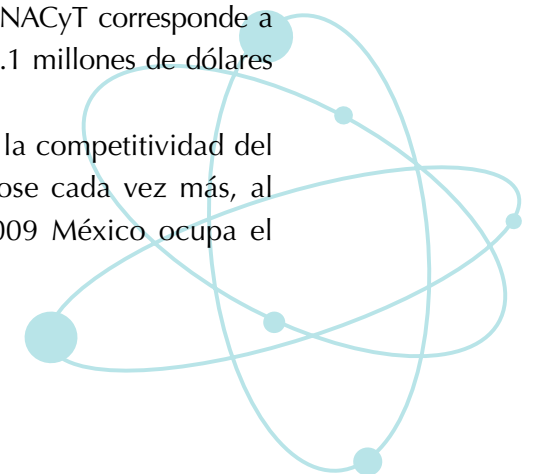 NACyT corresponde a
.1 millones de dólares
la competitividad del
ose cada vez más, al
009 México ocupa el